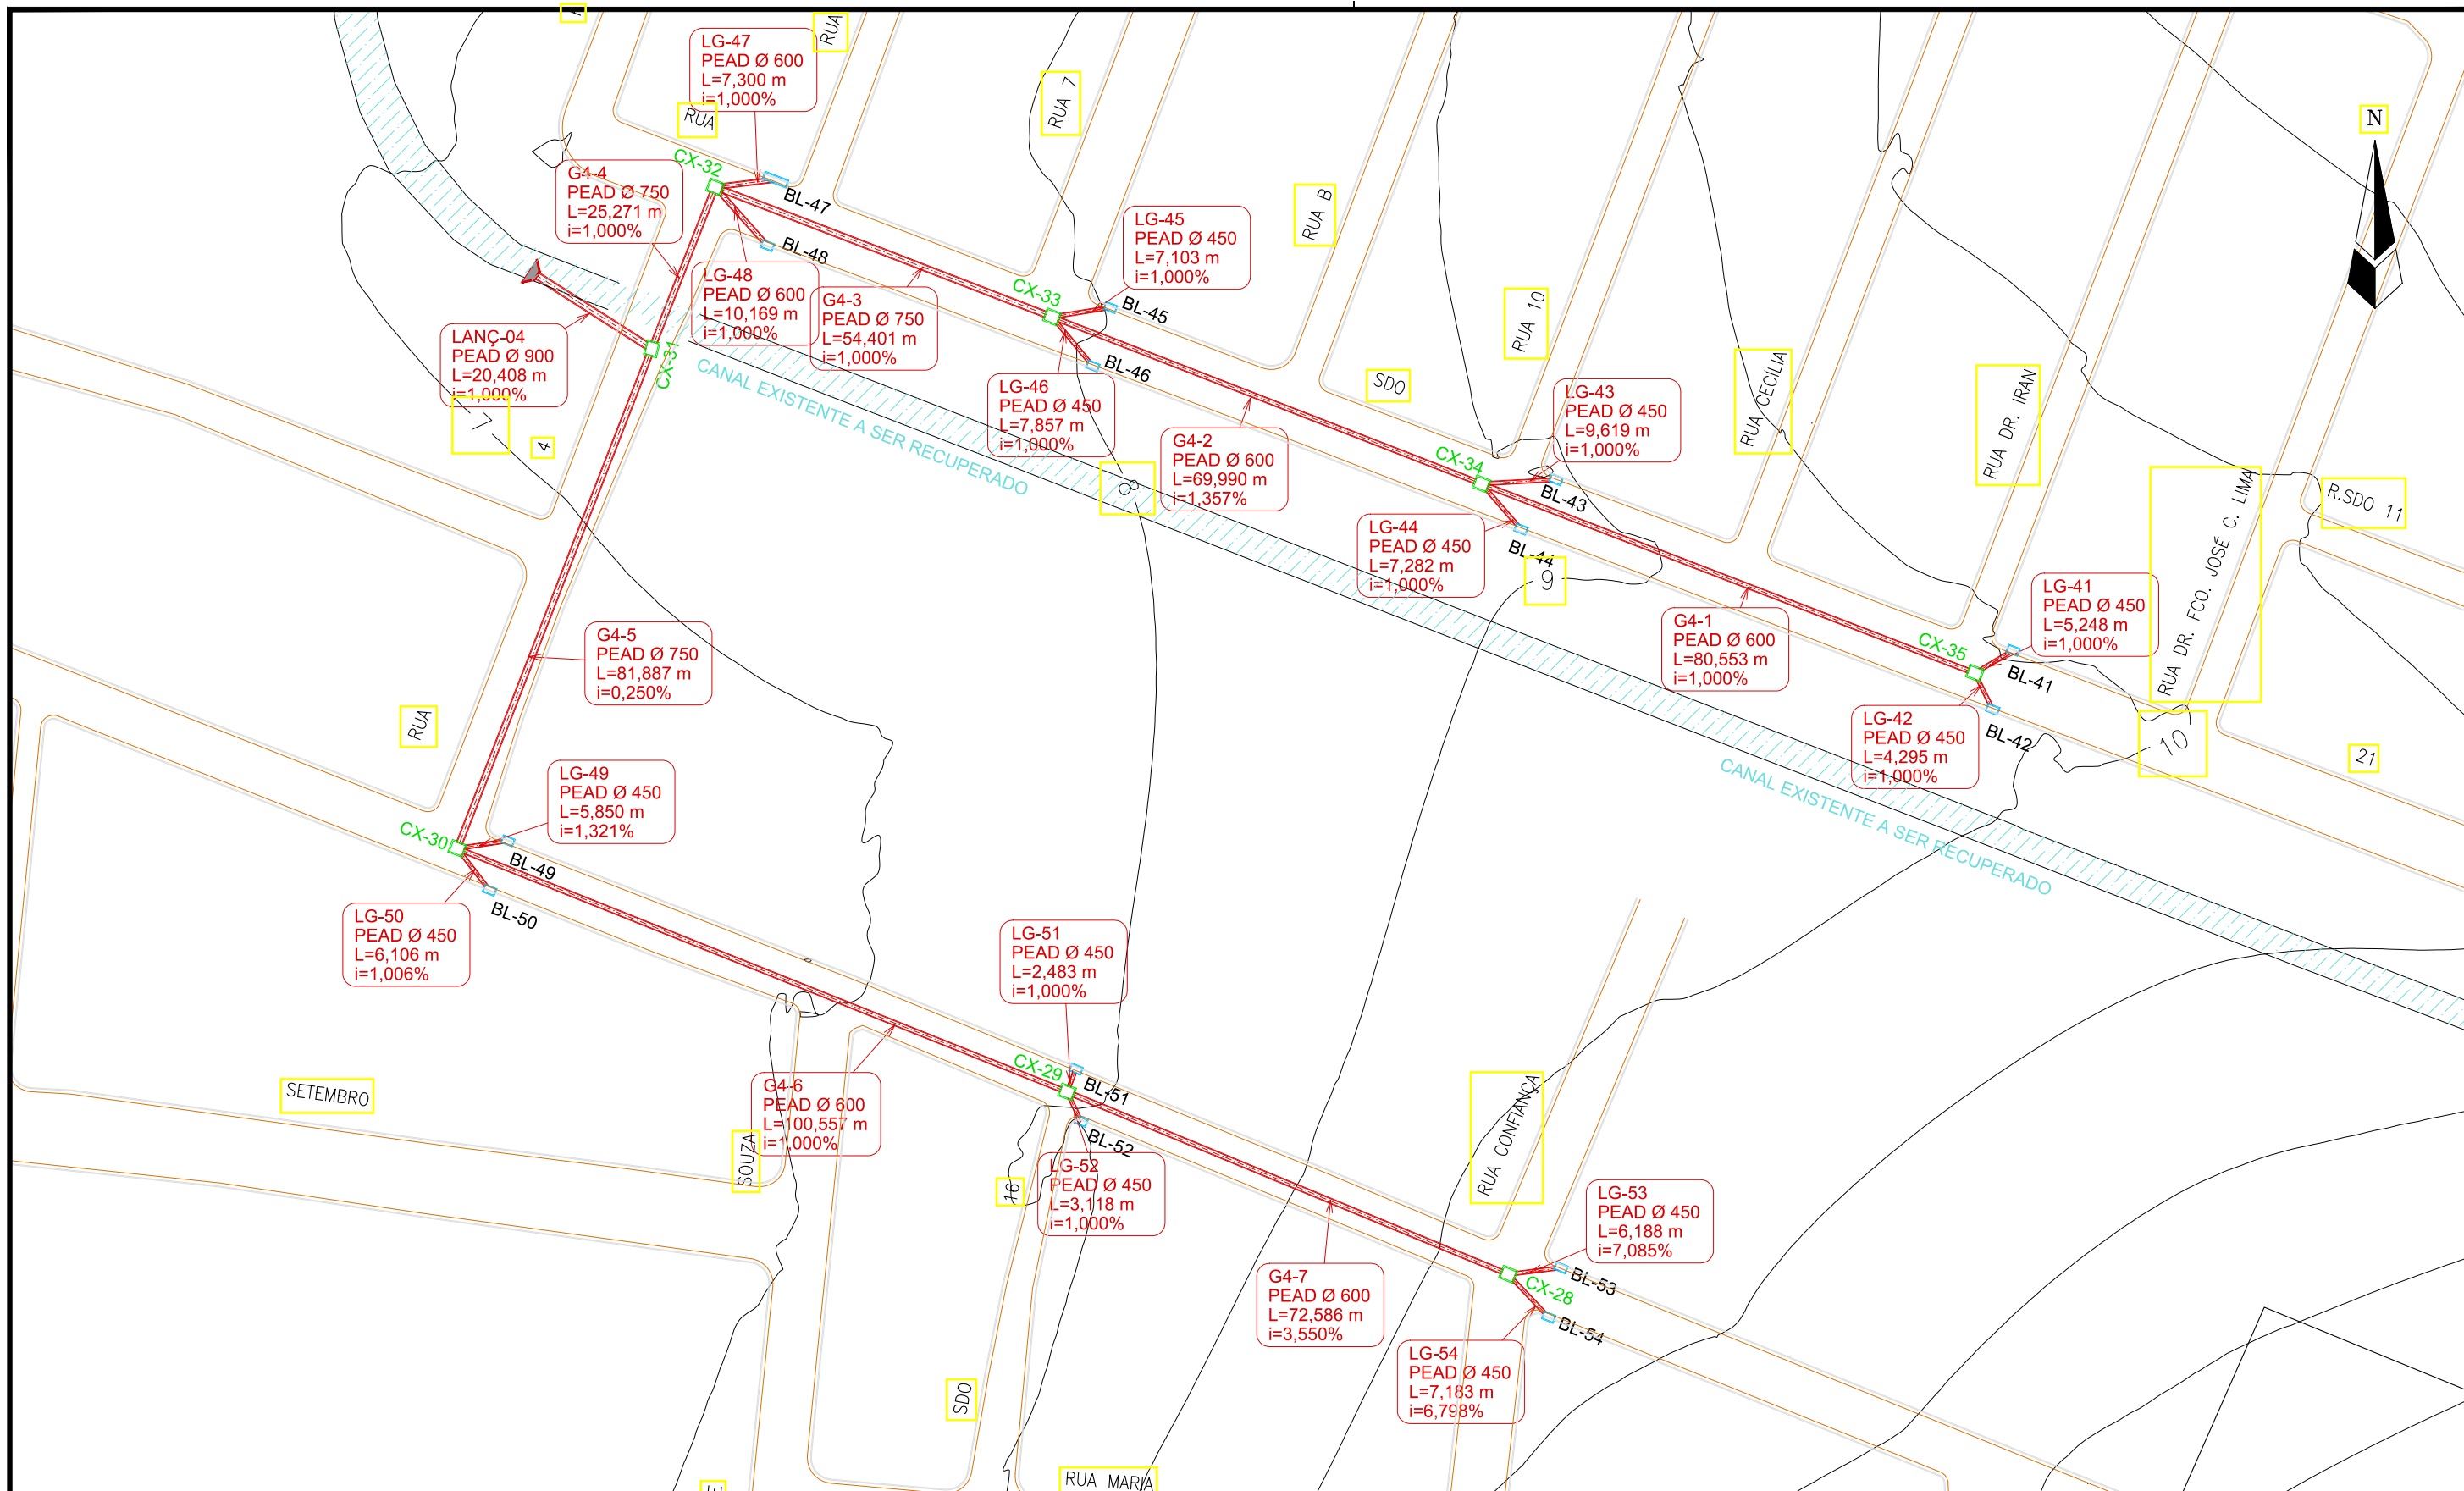 LG-47
PEAD Ø 600
L=7,300 m
i=1,000%
RUA
RUA
RUA 7
N
CX-32
G4-4
PEAD Ø 750
L=25,271 m
i=1,000%
BL-47
BL-48
RUA B
LG-45
PEAD Ø 450
L=7,103 m
i=1,000%
LG-48
PEAD Ø 600
L=10,169 m
i=1,000%
G4-3
PEAD Ø 750
L=54,401 m
i=1,000%
CX-33
BL-45
BL-46
RUA 10
LANÇ-04
PEAD Ø 900
L=20,408 m
i=1,000%
CX-31
CANAL EXISTENTE A SER RECUPERADO
LG-46
PEAD Ø 450
L=7,857 m
i=1,000%
SDO
LG-43
PEAD Ø 450
L=9,619 m
i=1,000%
RUA CECÍLIA
RUA DR. IRAN
7
4
G4-2
PEAD Ø 600
L=69,990 m
i=1,357%
CX-34
BL-43
8
RUA DR. FCO. JOSÉ C. LIMA
R.SDO 11
LG-44
PEAD Ø 450
L=7,282 m
i=1,000%
BL-44
9
LG-41
PEAD Ø 450
L=5,248 m
i=1,000%
G4-5
PEAD Ø 750
L=81,887 m
i=0,250%
G4-1
PEAD Ø 600
L=80,553 m
i=1,000%
CX-35
BL-41
RUA
LG-42
PEAD Ø 450
L=4,295 m
i=1,000%
BL-42
10
21
CANAL EXISTENTE A SER RECUPERADO
LG-49
PEAD Ø 450
L=5,850 m
i=1,321%
CX-30
BL-49
BL-50
LG-50
PEAD Ø 450
L=6,106 m
i=1,006%
LG-51
PEAD Ø 450
L=2,483 m
i=1,000%
CX-29
BL-51
SETEMBRO
G4-6
PEAD Ø 600
L=100,557 m
i=1,000%
SOUZA
BL-52
16
LG-52
PEAD Ø 450
L=3,118 m
i=1,000%
RUA CONFIANÇA
LG-53
PEAD Ø 450
L=6,188 m
i=7,085%
G4-7
PEAD Ø 600
L=72,586 m
i=3,550%
CX-28
BL-53
BL-54
LG-54
PEAD Ø 450
L=7,183 m
i=6,798%
SDO
RUA MARIA